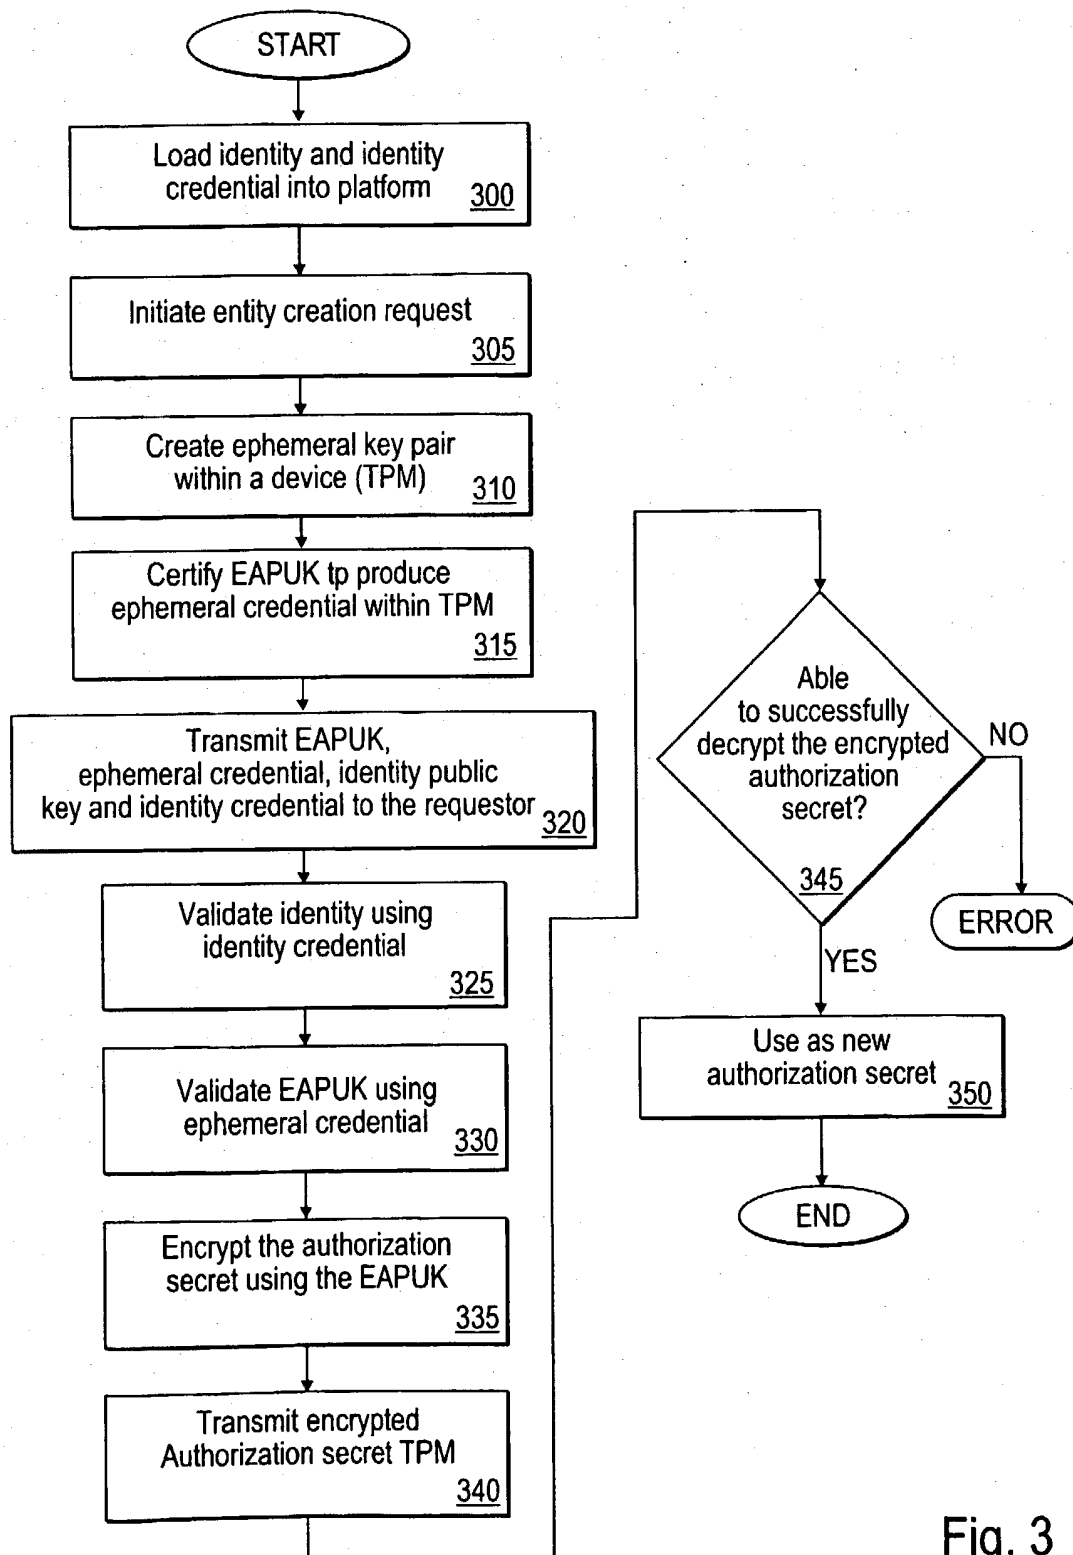 START
Load identity and identity
credential into platform
300
Initiate entity creation request
305
Create ephemeral key pair
within a device (TPM)
310
Certify EAPUK tp produce
ephemeral credential within TPM
315
Transmit EAPUK,
ephemeral credential, identity public
key and identity credential to the requestor
320
Validate identity using
identity credential
325
Validate EAPUK using
ephemeral credential
330
Encrypt the authorization
secret using the EAPUK
335
Transmit encrypted
Authorization secret TPM
340
Able
to successfully
decrypt the encrypted
authorization
secret?
345
NO
ERROR
YES
Use as new
authorization secret
350
END
Fig. 3